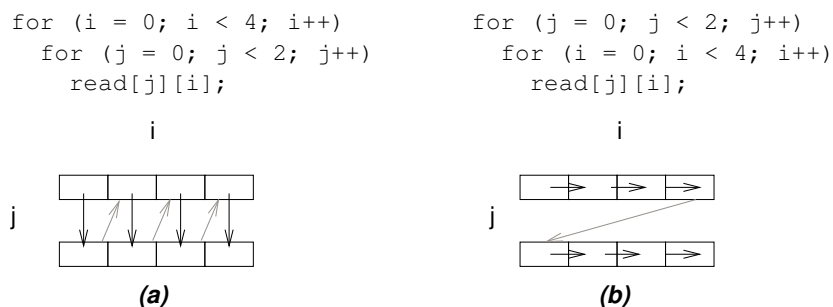 for (i = 0; i < 4; i++)
for (j = 0; j < 2; j++)
read[j][i];
i
j
(a)
for (j = 0; j < 2; j++)
for (i = 0; i < 4; i++)
read[j][i];
i
j
(b)